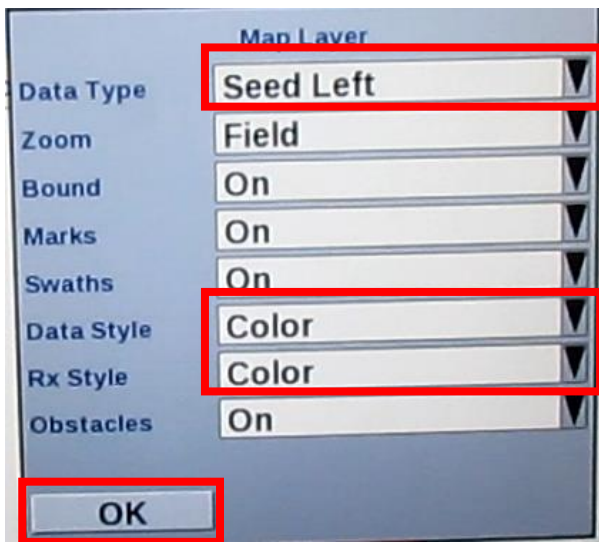 Map Layer
Data Type Seed Left
Zoom Field
Bound On
Marks On
Swaths On
Data Style Color
Rx Style Color
Obstacles On
OK